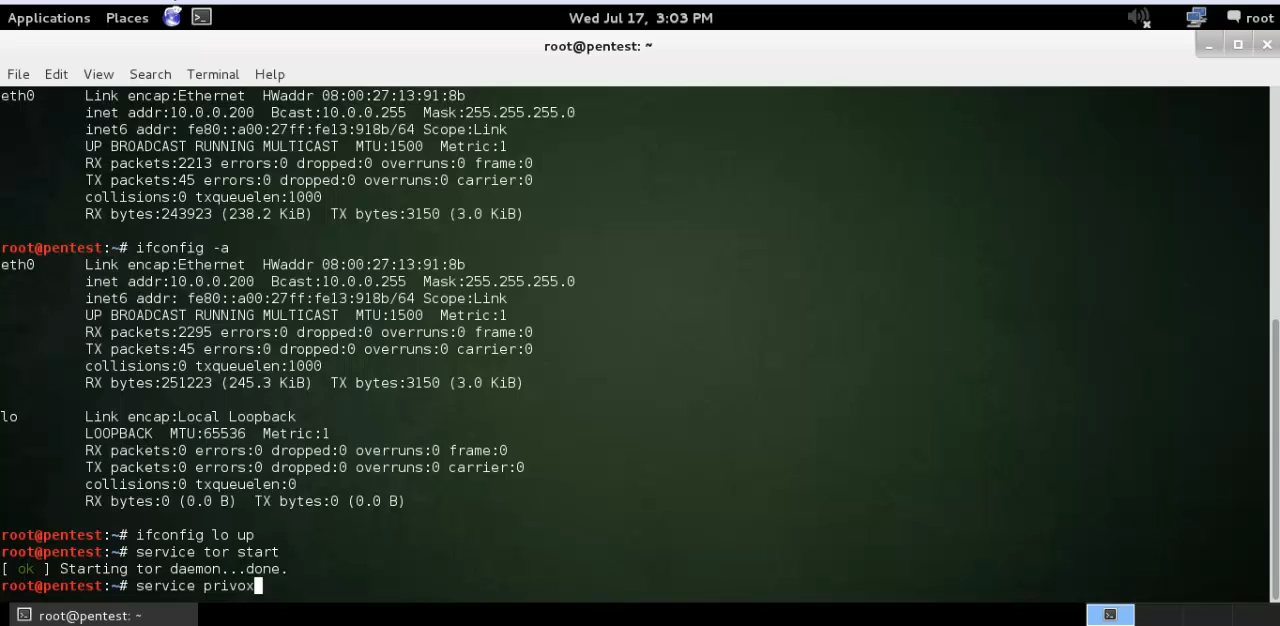 Applications Places Wed Jul 17, 3:03 PM root
root@pentest: ~
File Edit View Search Terminal Help
eth0 Link encap:Ethernet HWaddr 08:00:27:13:91:8b
inet addr:10.0.0.200 Bcast:10.0.0.255 Mask:255.255.255.0
inet6 addr: fe80::a00:27ff:fe13:918b/64 Scope:Link
UP BROADCAST RUNNING MULTICAST MTU:1500 Metric:1
RX packets:2213 errors:0 dropped:0 overruns:0 frame:0
TX packets:45 errors:0 dropped:0 overruns:0 carrier:0
collisions:0 txqueuelen:1000
RX bytes:243923 (238.2 KiB) TX bytes:3150 (3.0 KiB)
root@pentest:~# ifconfig -a
eth0 Link encap:Ethernet HWaddr 08:00:27:13:91:8b
inet addr:10.0.0.200 Bcast:10.0.0.255 Mask:255.255.255.0
inet6 addr: fe80::a00:27ff:fe13:918b/64 Scope:Link
UP BROADCAST RUNNING MULTICAST MTU:1500 Metric:1
RX packets:2295 errors:0 dropped:0 overruns:0 frame:0
TX packets:45 errors:0 dropped:0 overruns:0 carrier:0
collisions:0 txqueuelen:1000
RX bytes:251223 (245.3 KiB) TX bytes:3150 (3.0 KiB)
lo Link encap:Local Loopback
LOOPBACK MTU:65536 Metric:1
RX packets:0 errors:0 dropped:0 overruns:0 frame:0
TX packets:0 errors:0 dropped:0 overruns:0 carrier:0
collisions:0 txqueuelen:0
RX bytes:0 (0.0 B) TX bytes:0 (0.0 B)
root@pentest:~# ifconfig lo up
root@pentest:~# service tor start
[ ok ] Starting tor daemon...done.
root@pentest:~# service privox
root@pentest: ~